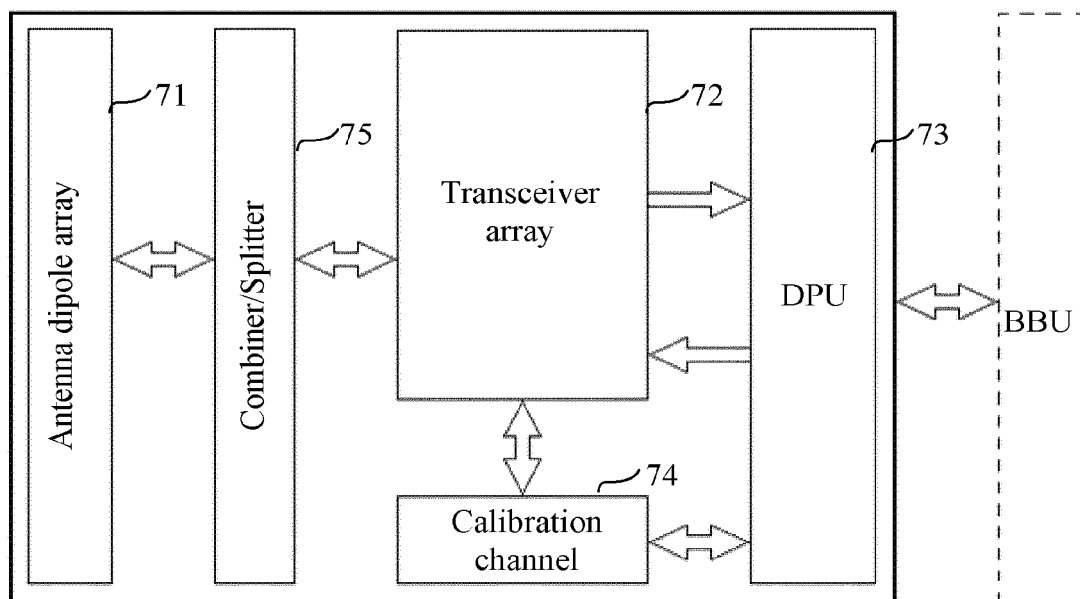 71
75
72
73
Antenna dipole array
Combiner/Splitter
Transceiver
array
DPU
BBU
74
Calibration
channel